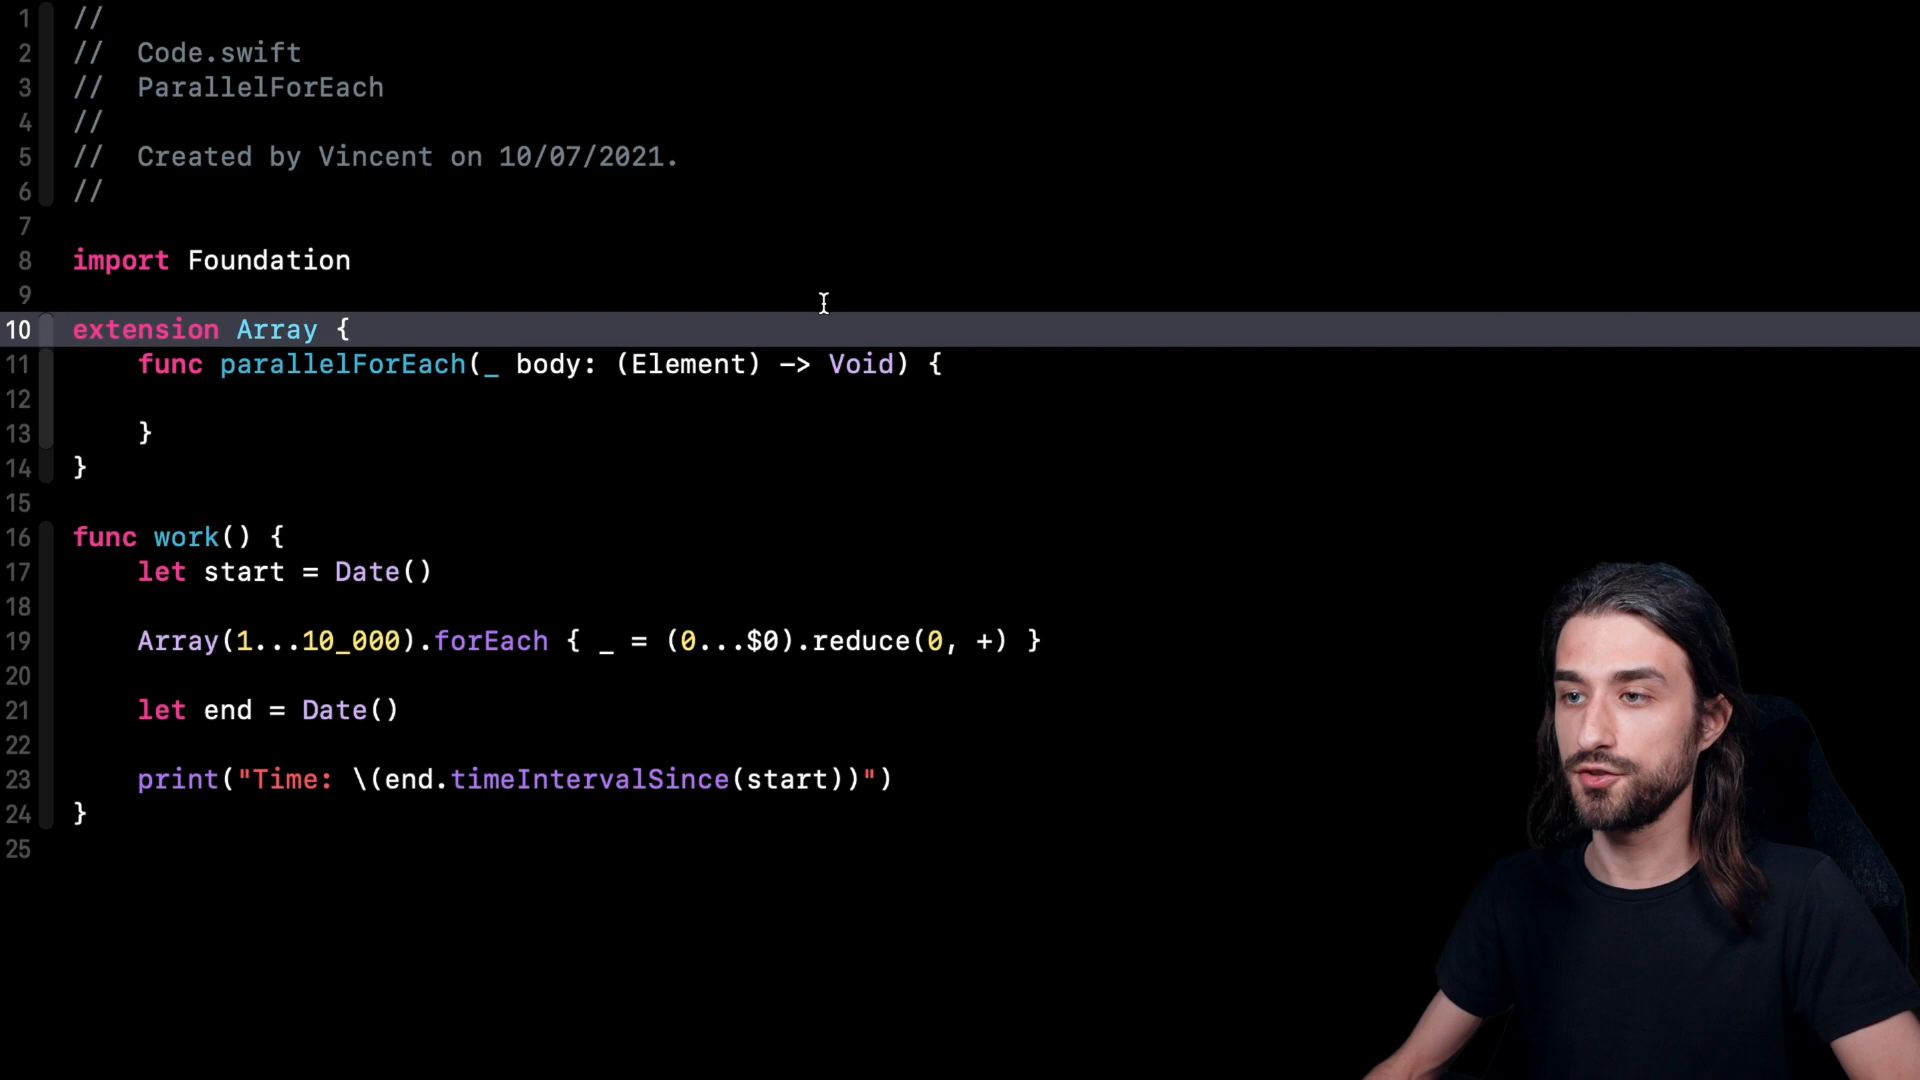 1 //
2 //  Code.swift
3 //  ParallelForEach
4 //
5 //  Created by Vincent on 10/07/2021.
6 //
7
8 import Foundation
9
10 extension Array {
11     func parallelForEach(_ body: (Element) -> Void) {
12
13     }
14 }
15
16 func work() {
17     let start = Date()
18
19     Array(1...10_000).forEach { _ = (0...$0).reduce(0, +) }
20
21     let end = Date()
22
23     print("Time: \(end.timeIntervalSince(start))")
24 }
25